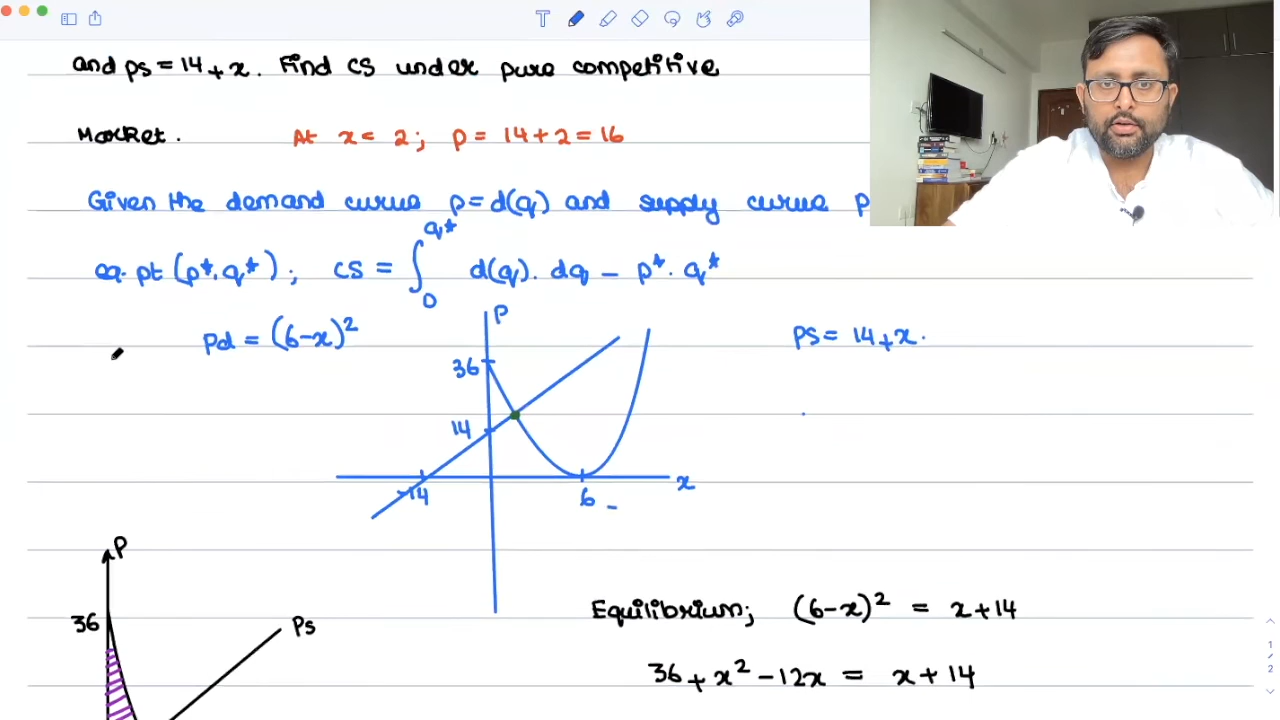 and ps = 14 + x. Find CS under pure competitive
Market.
At x = 2; p = 14 + 2 = 16
Given the demand curve p = d(q) and supply curve p
eq. pt (p*, q*); CS = ∫₀^q* d(q). dq - p*. q*
Pd = (6-x)²
PS = 14 + x.
P
36
14
-14
6
x
P
36
Ps
Equilibrium; (6-x)² = x + 14
36 + x² - 12x = x + 14
1
2